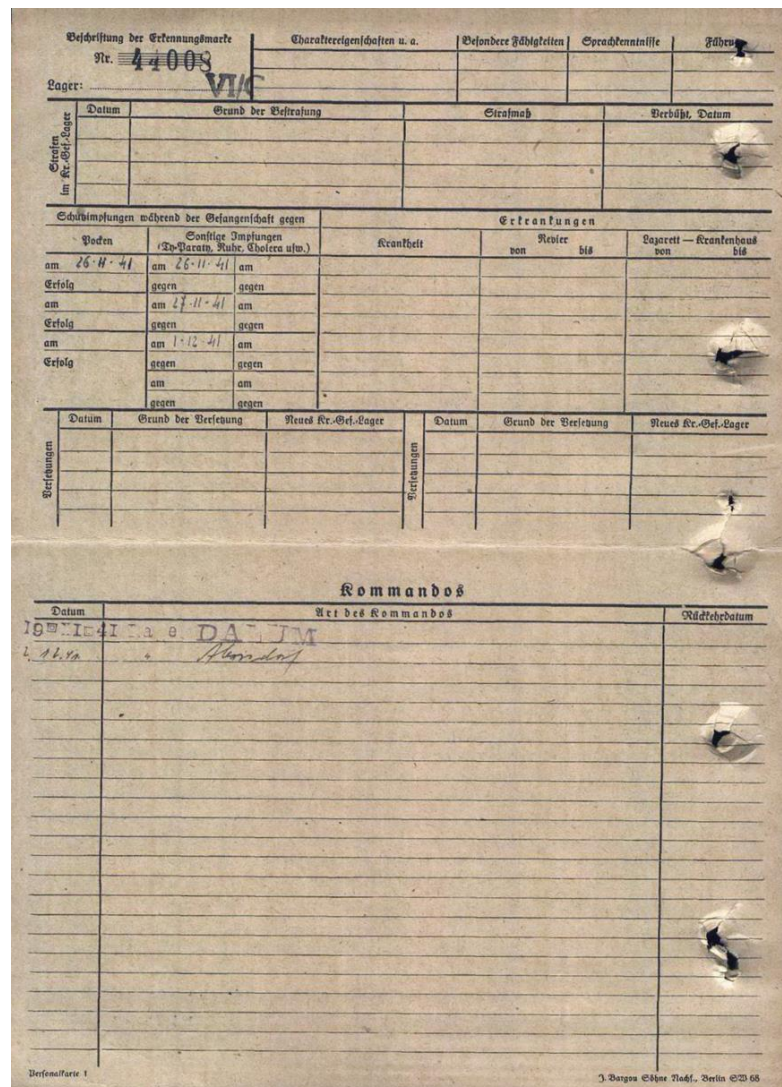 Beschriftung der Erkennungsmarke
Nr. 44008
Lager: VI/C
Charaktereigenschaften u. a.
Besondere Fähigkeiten
Sprachkenntnisse
Führung
Strafen im Kr.-Gef.-Lager
Datum
Grund der Bestrafung
Strafmaß
Verbüßt, Datum
Schutzimpfungen während der Gefangenschaft gegen
Erkrankungen
Pocken
Sonstige Impfungen
(Ty-Paraty, Ruhr, Cholera usw.)
Krankheit
Revier
von bis
Lazarett — Krankenhaus
von bis
am 26·11·41 am 26·11·41 am
Erfolg gegen gegen
am am 27·11·41 am
Erfolg gegen gegen
am am 1·12·41 am
Erfolg gegen gegen
am am
gegen gegen
Versetzungen
Datum
Grund der Versetzung
Neues Kr.-Gef.-Lager
Versetzungen
Datum
Grund der Versetzung
Neues Kr.-Gef.-Lager
Kommandos
Datum
Art des Kommandos
Rückkehrdatum
DALUM
Personalkarte 1
J. Bargou Söhne Nachf., Berlin SW 68